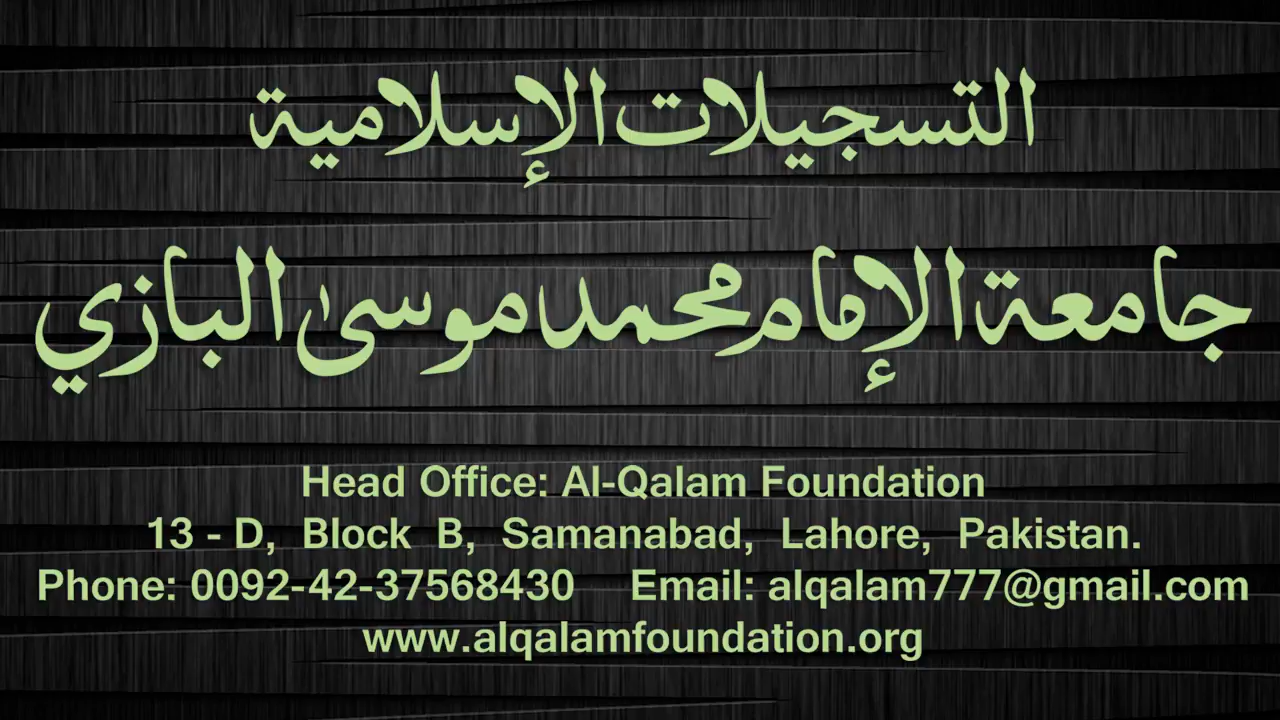 التسجيلات الإسلامية
جامعة الإمام محمد موسىٰ البازي
Head Office: Al-Qalam Foundation
13 - D, Block B, Samanabad, Lahore, Pakistan.
Phone: 0092-42-37568430 Email: alqalam777@gmail.com
www.alqalamfoundation.org